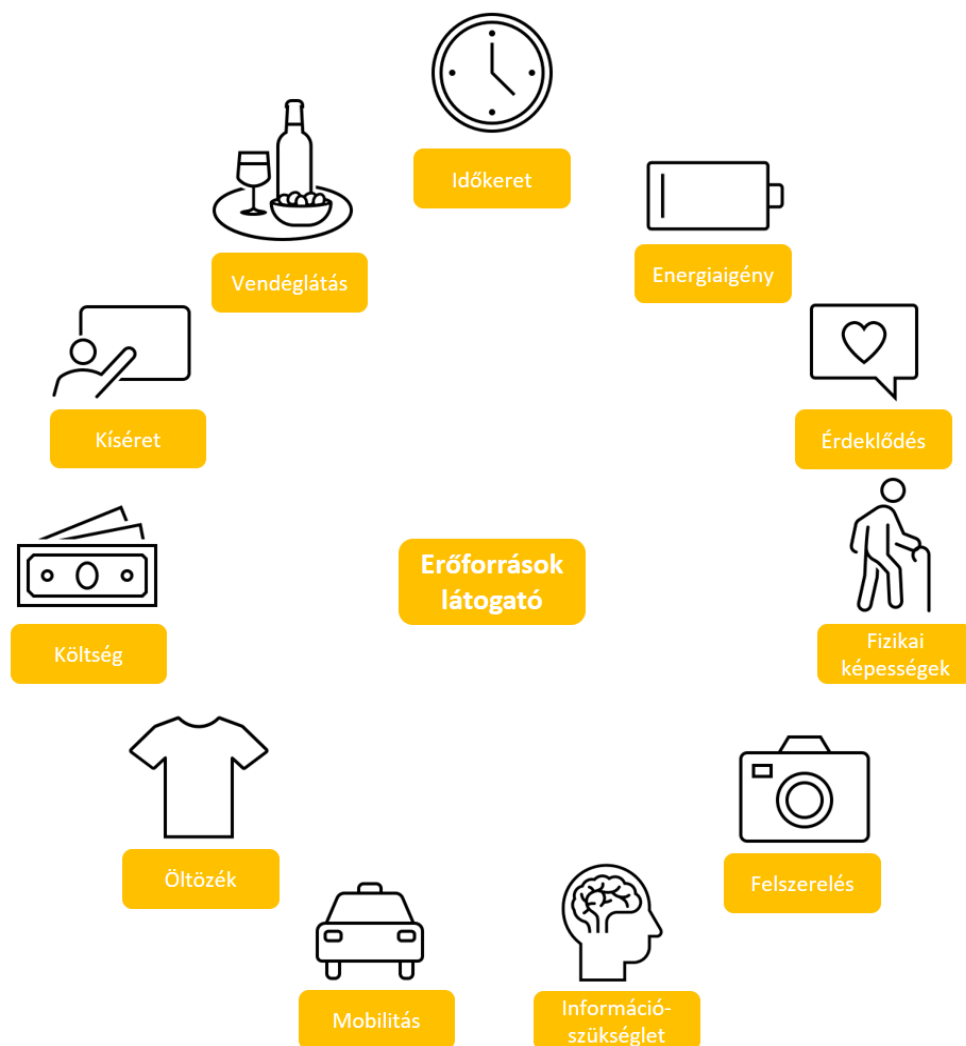 Időkeret
Energiaigény
Vendéglátás
Érdeklődés
Kíséret
Erőforrások
látogató
Költség
Fizikai
képességek
Öltözék
Felszerelés
Mobilitás
Információ-
szükséglet